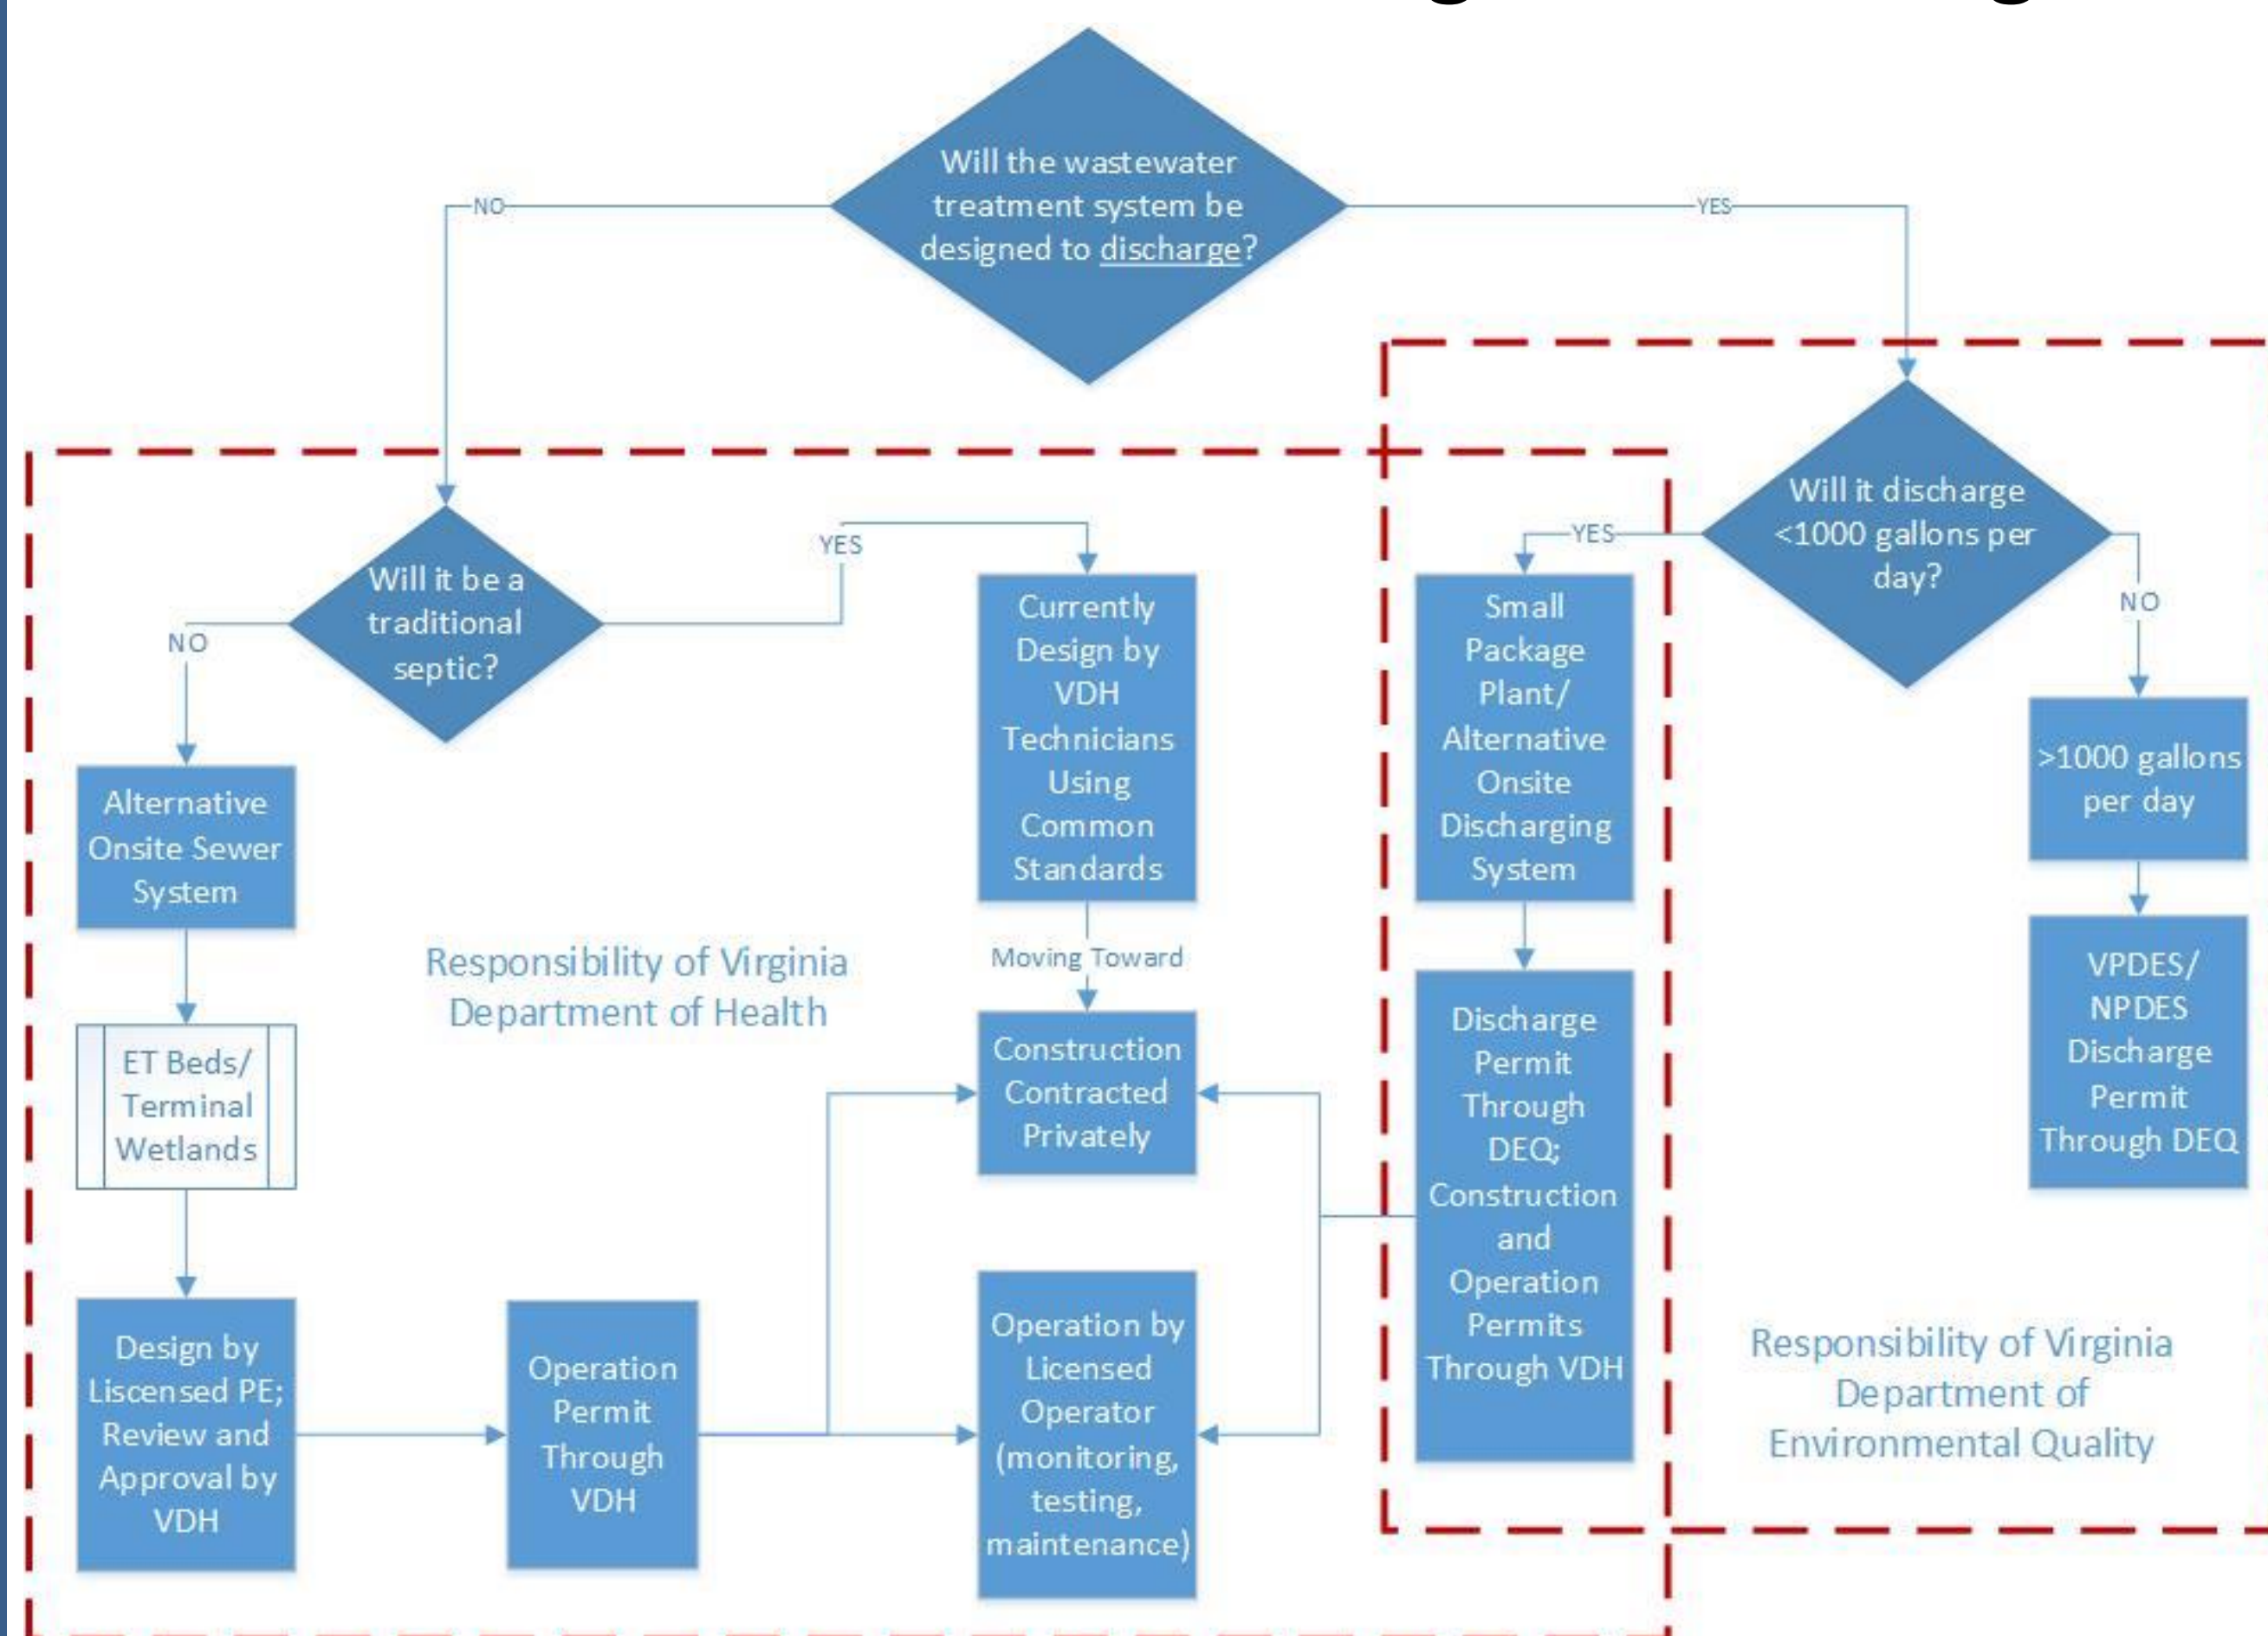 Will the wastewater
treatment system be
designed to discharge?
NO
YES
Will it be a
traditional
septic?
NO
YES
Alternative
Onsite Sewer
System
ET Beds/
Terminal
Wetlands
Design by
Liscensed PE;
Review and
Approval by
VDH
Operation
Permit
Through
VDH
Responsibility of Virginia
Department of Health
Currently
Design by
VDH
Technicians
Using
Common
Standards
Moving Toward
Construction
Contracted
Privately
Operation by
Licensed
Operator
(monitoring,
testing,
maintenance)
Will it discharge
<1000 gallons per
day?
YES
NO
Small
Package
Plant/
Alternative
Onsite
Discharging
System
Discharge
Permit
Through
DEQ;
Construction
and
Operation
Permits
Through VDH
>1000 gallons
per day
VPDES/
NPDES
Discharge
Permit
Through DEQ
Responsibility of Virginia
Department of
Environmental Quality